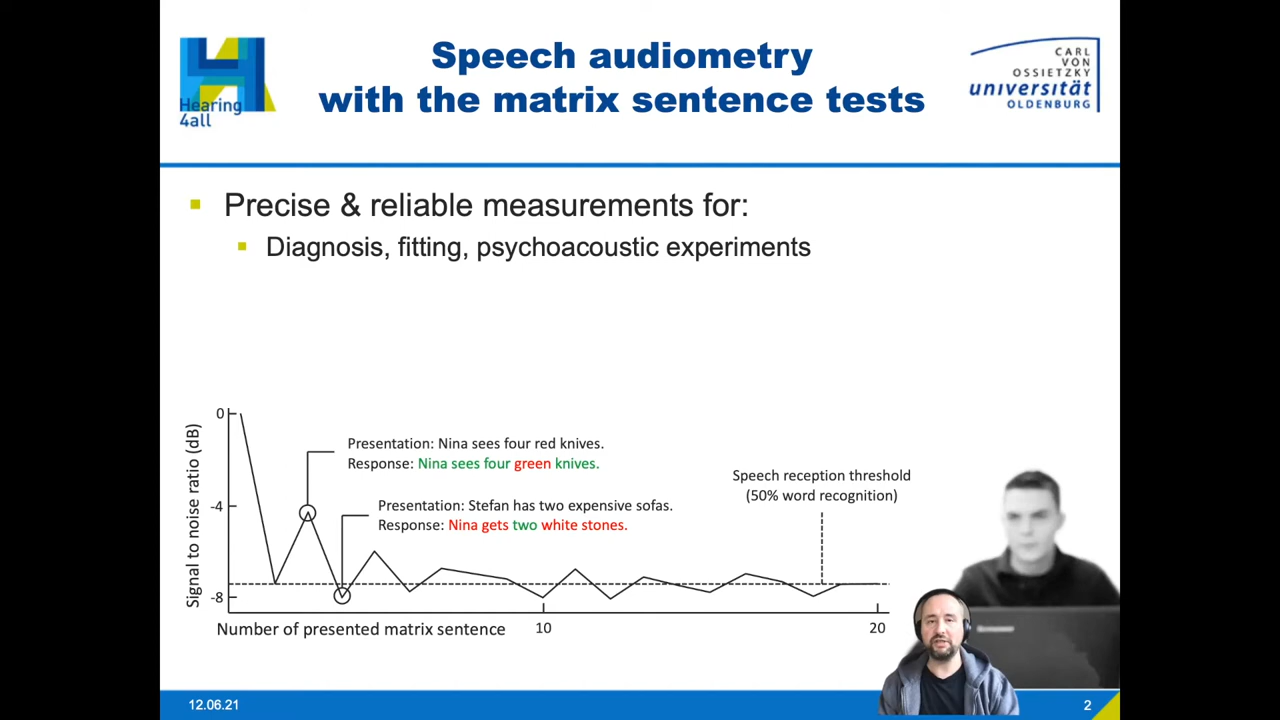 Speech audiometry
with the matrix sentence tests
Hearing
4all
CARL
VON
OSSIETZKY
universität
OLDENBURG
Precise & reliable measurements for:
Diagnosis, fitting, psychoacoustic experiments
Signal to noise ratio (dB)
0
-4
-8
Presentation: Nina sees four red knives.
Response: Nina sees four green knives.
Presentation: Stefan has two expensive sofas.
Response: Nina gets two white stones.
Speech reception threshold
(50% word recognition)
Number of presented matrix sentence
10
20
12.06.21
2